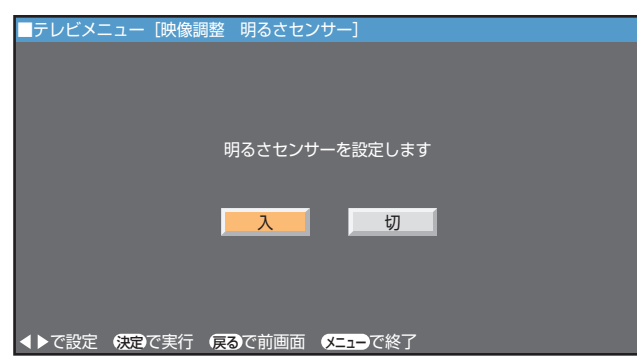 ■テレビメニュー［映像調整　明るさセンサー］
明るさセンサーを設定します
入　切
◀▶で設定　決定で実行　戻るで前画面　メニューで終了